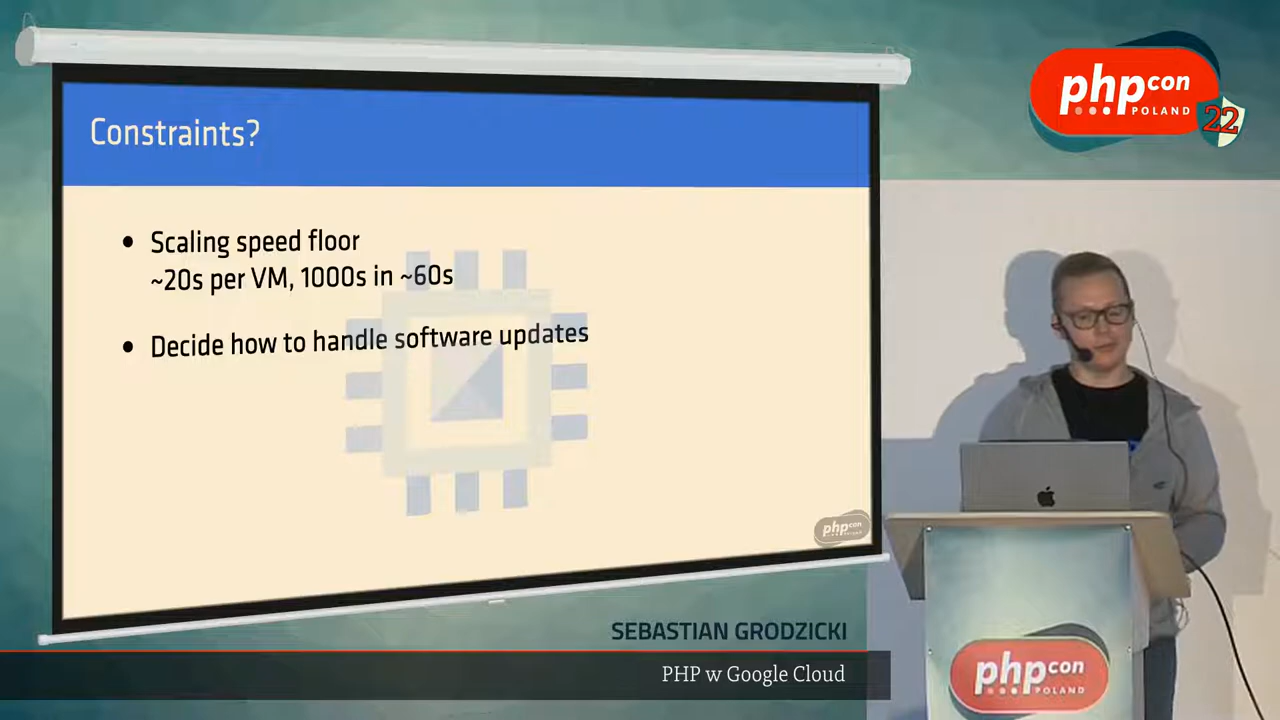 Constraints?
• Scaling speed floor
~20s per VM, 1000s in ~60s
• Decide how to handle software updates
phpcon
phpcon
POLAND
22
SEBASTIAN GRODZICKI
PHP w Google Cloud
phpcon
POLAND